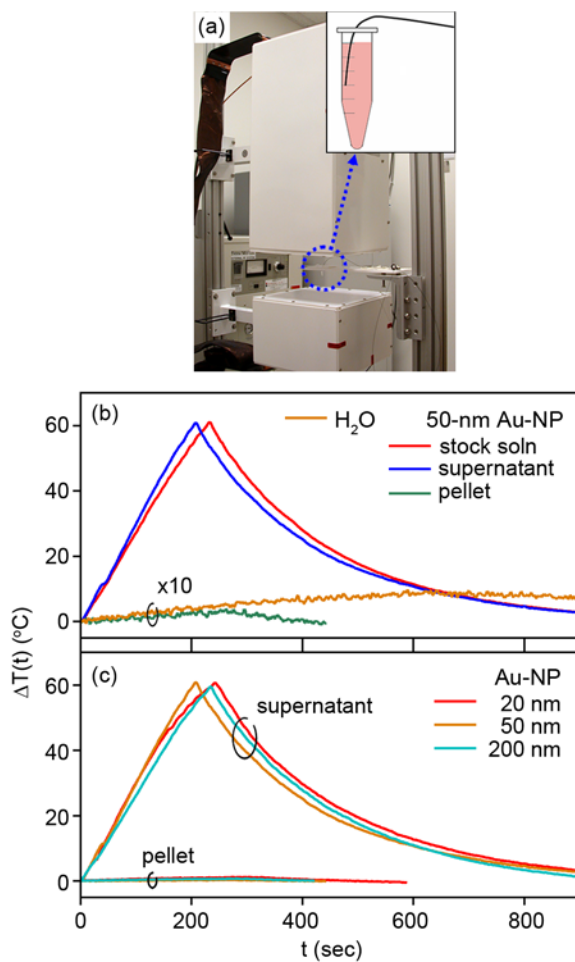 (a)
(b)
H₂O
50-nm Au-NP
stock soln
supernatant
pellet
60
40
20
0
x10
ΔT(t) (°C)
(c)
Au-NP
20 nm
50 nm
200 nm
supernatant
pellet
60
40
20
0
0 200 400 600 800
t (sec)